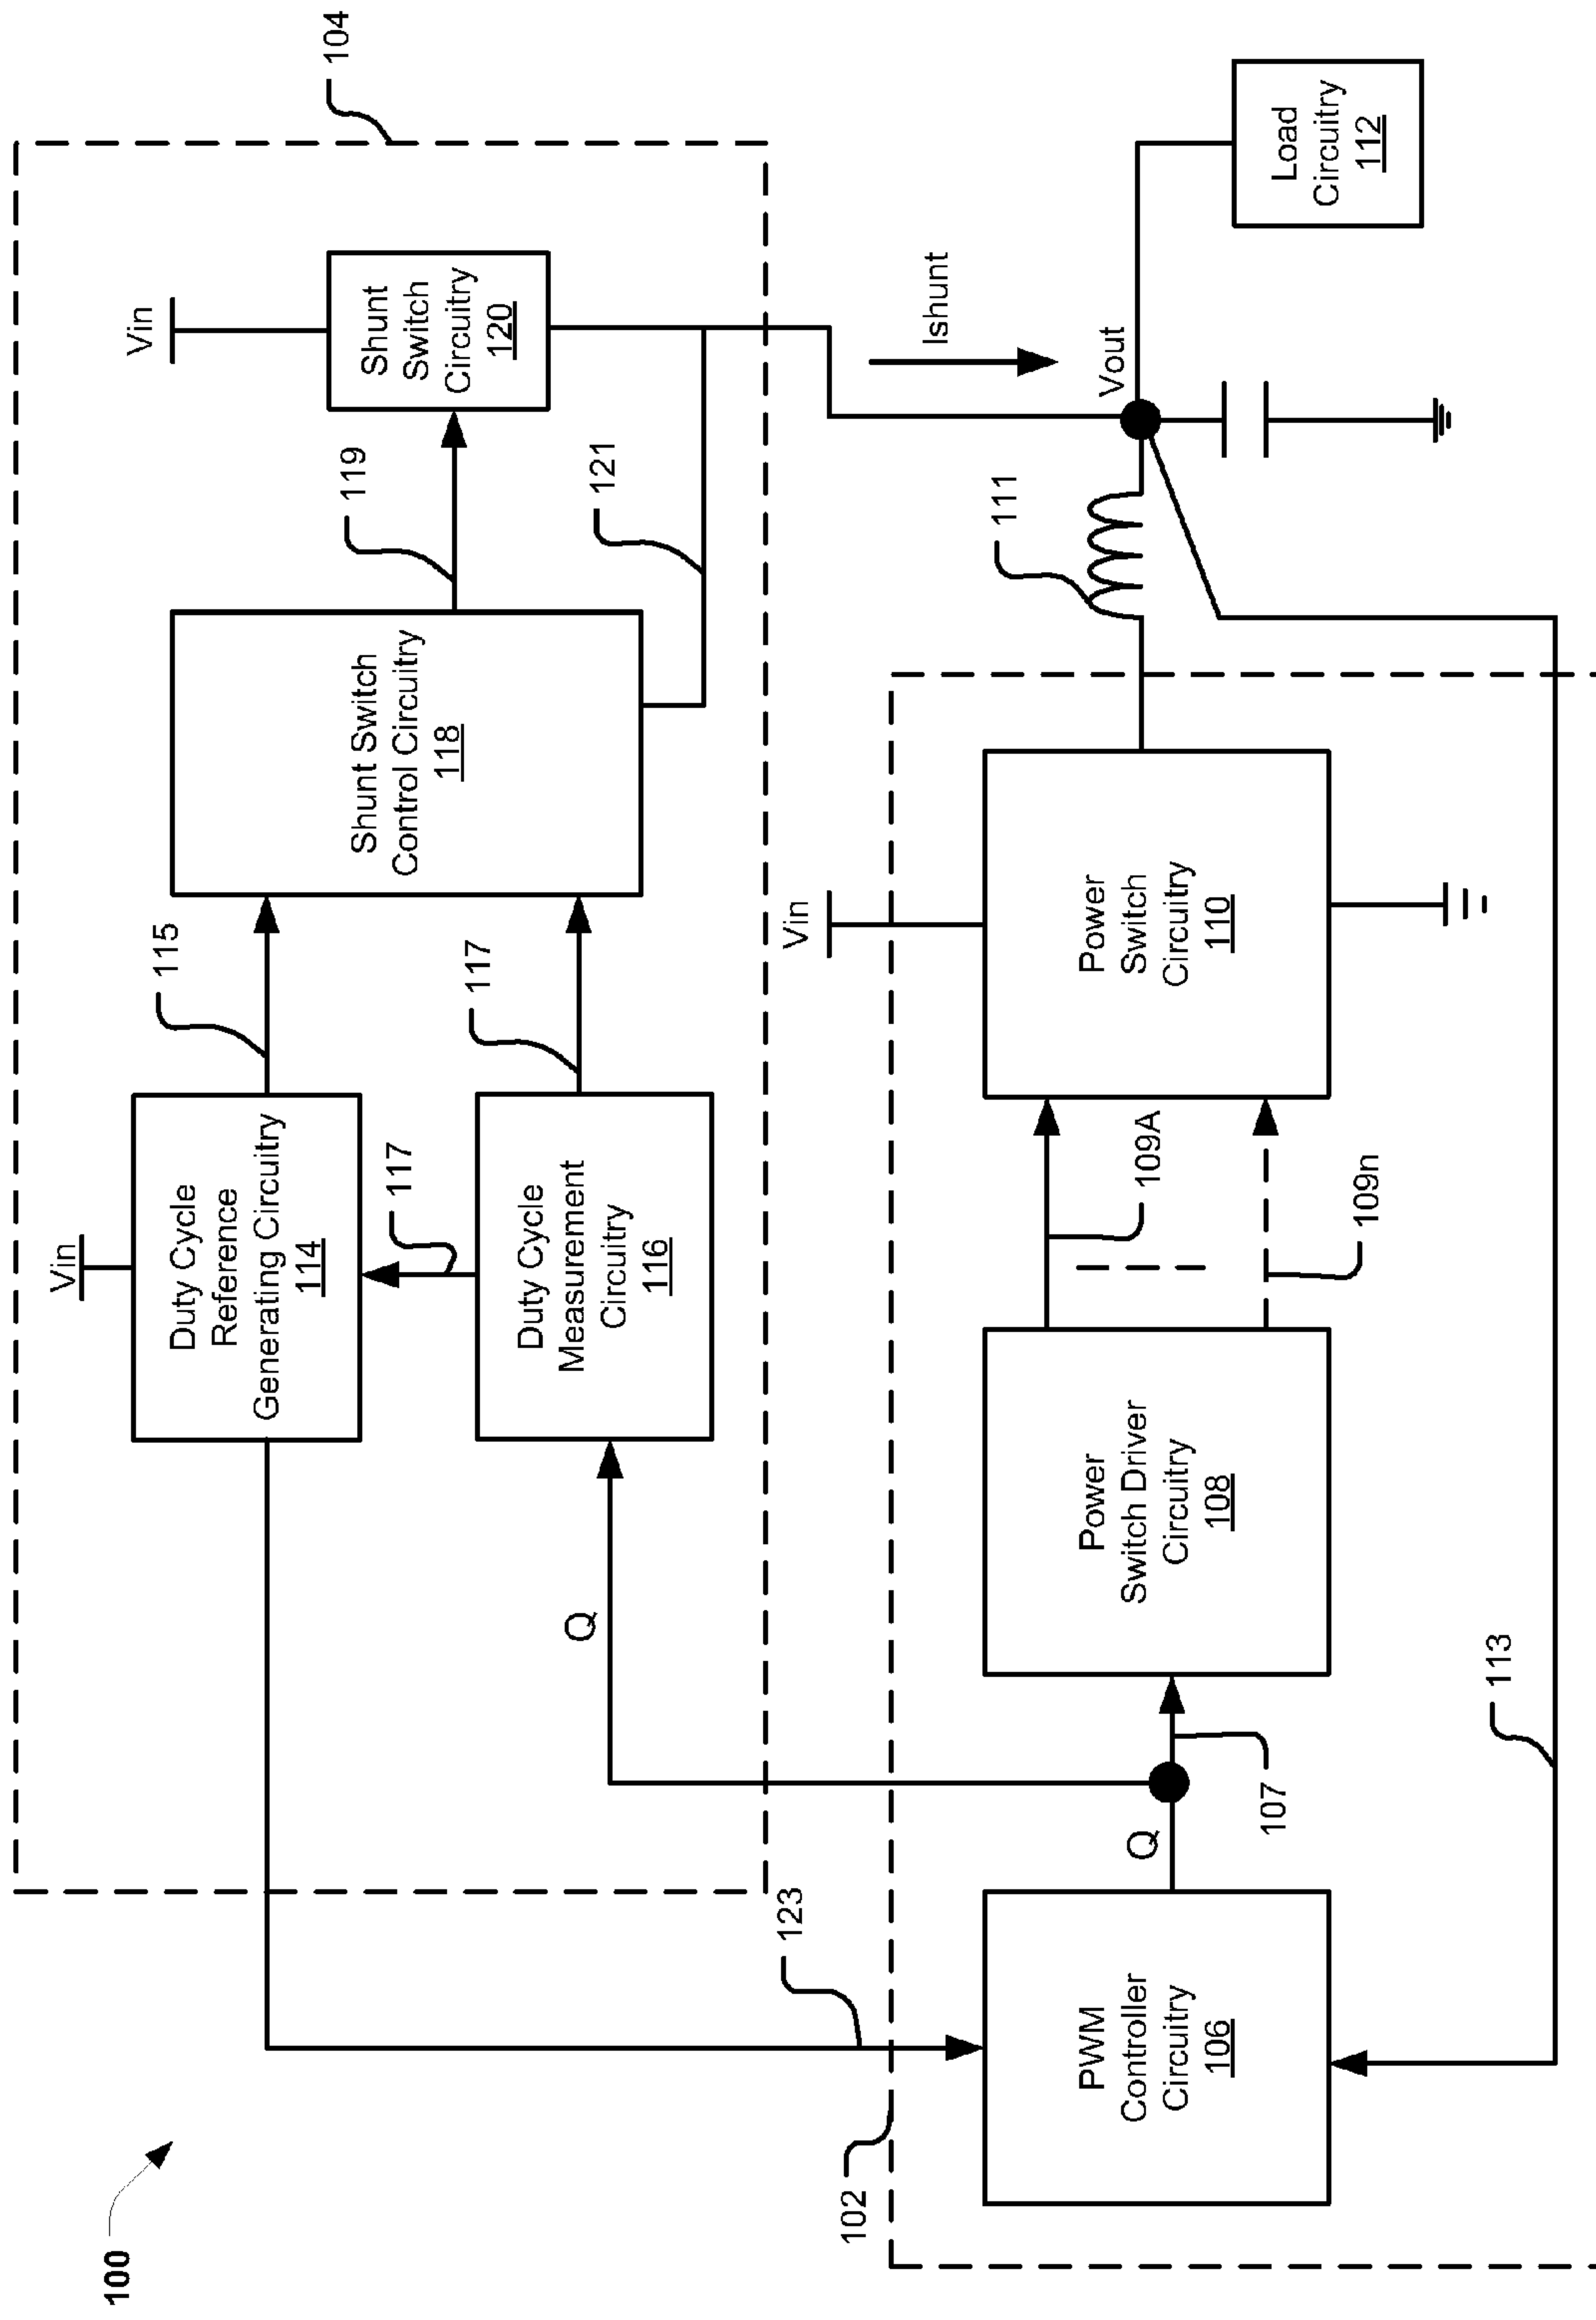 100
104
Vin
Vin
Duty Cycle
Reference
Generating Circuitry
114
115
Shunt Switch
Control Circuitry
118
119
Shunt
Switch
Circuitry
120
117
117
Duty Cycle
Measurement
Circuitry
116
121
Q
123
Ishunt
102
Vin
111
Vout
PWM
Controller
Circuitry
106
Q
107
Power
Switch Driver
Circuitry
108
109A
109n
Power
Switch
Circuitry
110
Load
Circuitry
112
113